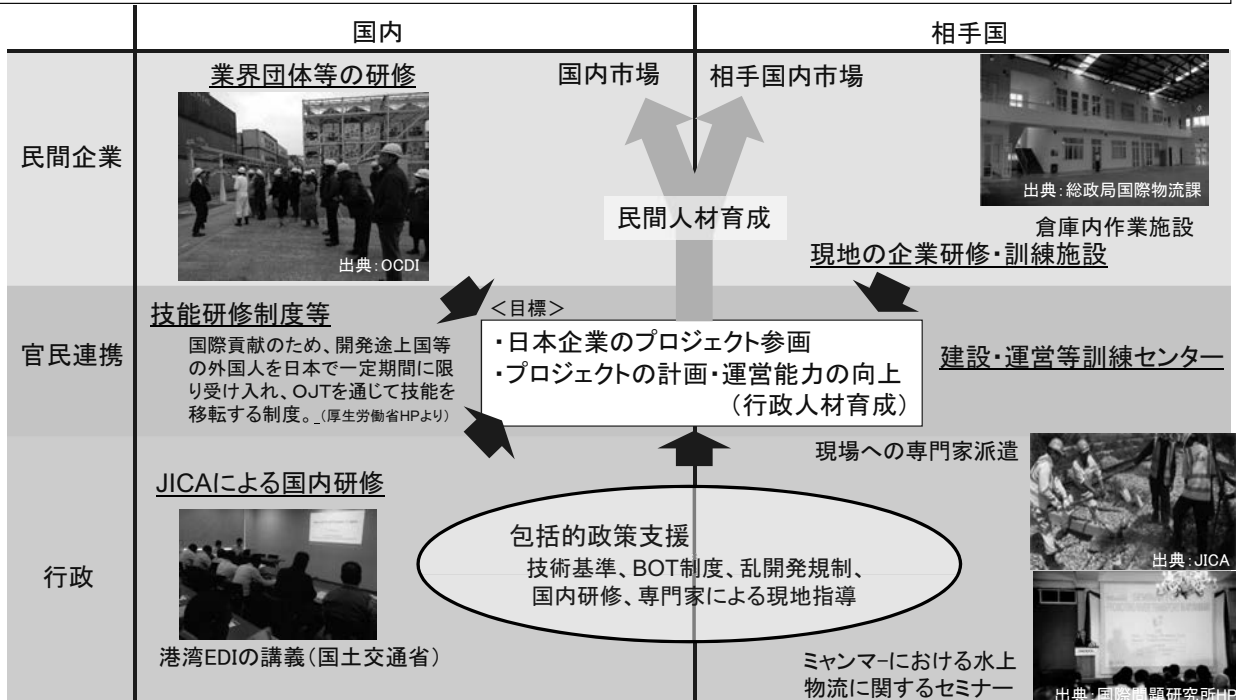 国内
相手国
民間企業
業界団体等の研修
出典:OCDI
国内市場
相手国内市場
民間人材育成
出典:総政局国際物流課
倉庫内作業施設
現地の企業研修・訓練施設
官民連携
技能研修制度等
国際貢献のため、開発途上国等
の外国人を日本で一定期間に限
り受け入れ、OJTを通じて技能を
移転する制度。 (厚生労働省HPより)
<目標>
・日本企業のプロジェクト参画
・プロジェクトの計画・運営能力の向上
(行政人材育成)
建設・運営等訓練センター
行政
JICAによる国内研修
港湾EDIの講義(国土交通省)
包括的政策支援
技術基準、BOT制度、乱開発規制、
国内研修、専門家による現地指導
現場への専門家派遣
出典:JICA
ミャンマーにおける水上
物流に関するセミナー
出典:国際問題研究所HP